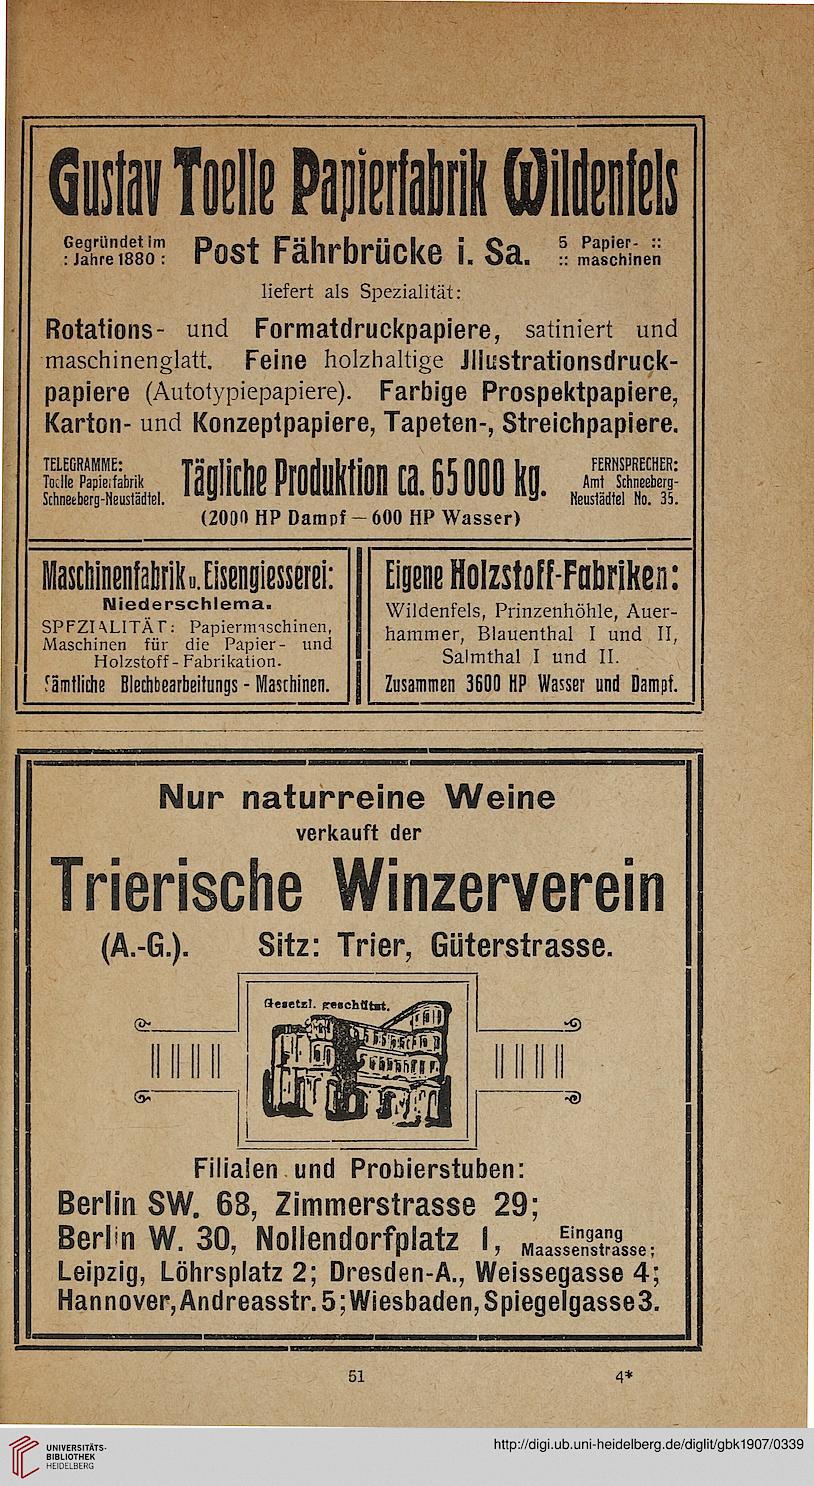 Gustav Toelle Papierfabrik Wildenfels
Gegründet im
: Jahre 1880 :
Post Fährbrücke i. Sa.
5 Papier- ::
:: maschinen
liefert als Spezialität:
Rotations- und Formatdruckpapiere, satiniert und
maschinenglatt. Feine holzhaltige Jllustrationsdruck-
papiere (Autotypiepapiere). Farbige Prospektpapiere,
Karton- und Konzeptpapiere, Tapeten-, Streichpapiere.
TELEGRAMME:
Toelle Papierfabrik
Schneeberg-Neustädtel.
Tägliche Produktion ca. 65000 kg.
(2000 HP Dampf — 600 HP Wasser)
FERNSPRECHER:
Amt Schneeberg-
Neustädtel No. 35.
Maschinenfabrik u. Eisengiesserei:
Niederschlema.
SPEZIALITÄT: Papiermaschinen,
Maschinen für die Papier- und
Holzstoff-Fabrikation.
Sämtliche Blechbearbeitungs-Maschinen.
Eigene Holzstoff-Fabriken:
Wildenfels, Prinzenhöhle, Auer-
hammer, Blauenthal I und II,
Salmthal I und II.
Zusammen 3600 HP Wasser und Dampf.
Nur naturreine Weine
verkauft der
Trierische Winzerverein
(A.-G.). Sitz: Trier, Güterstrasse.
Gesetzl. geschützt.
Filialen und Probierstuben:
Berlin SW. 68, Zimmerstrasse 29;
Berlin W. 30, Nollendorfplatz 1, Eingang
Maassenstrasse;
Leipzig, Löhrsplatz 2; Dresden-A., Weissegasse 4;
Hannover, Andreasstr. 5; Wiesbaden, Spiegelgasse 3.
51
4*
UNIVERSITÄTS-
BIBLIOTHEK
HEIDELBERG
http://digi.ub.uni-heidelberg.de/diglit/gbk1907/0339